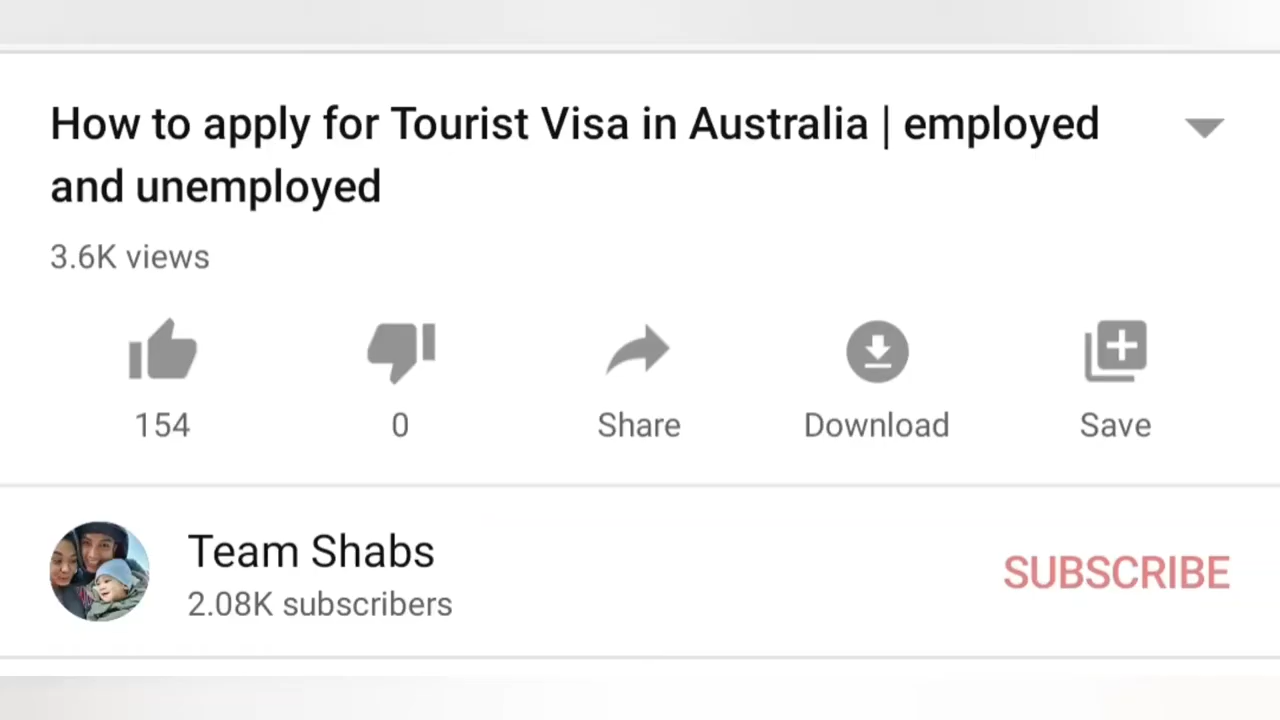 How to apply for Tourist Visa in Australia | employed
and unemployed
3.6K views
154
0
Share
Download
Save
Team Shabs
2.08K subscribers
SUBSCRIBE